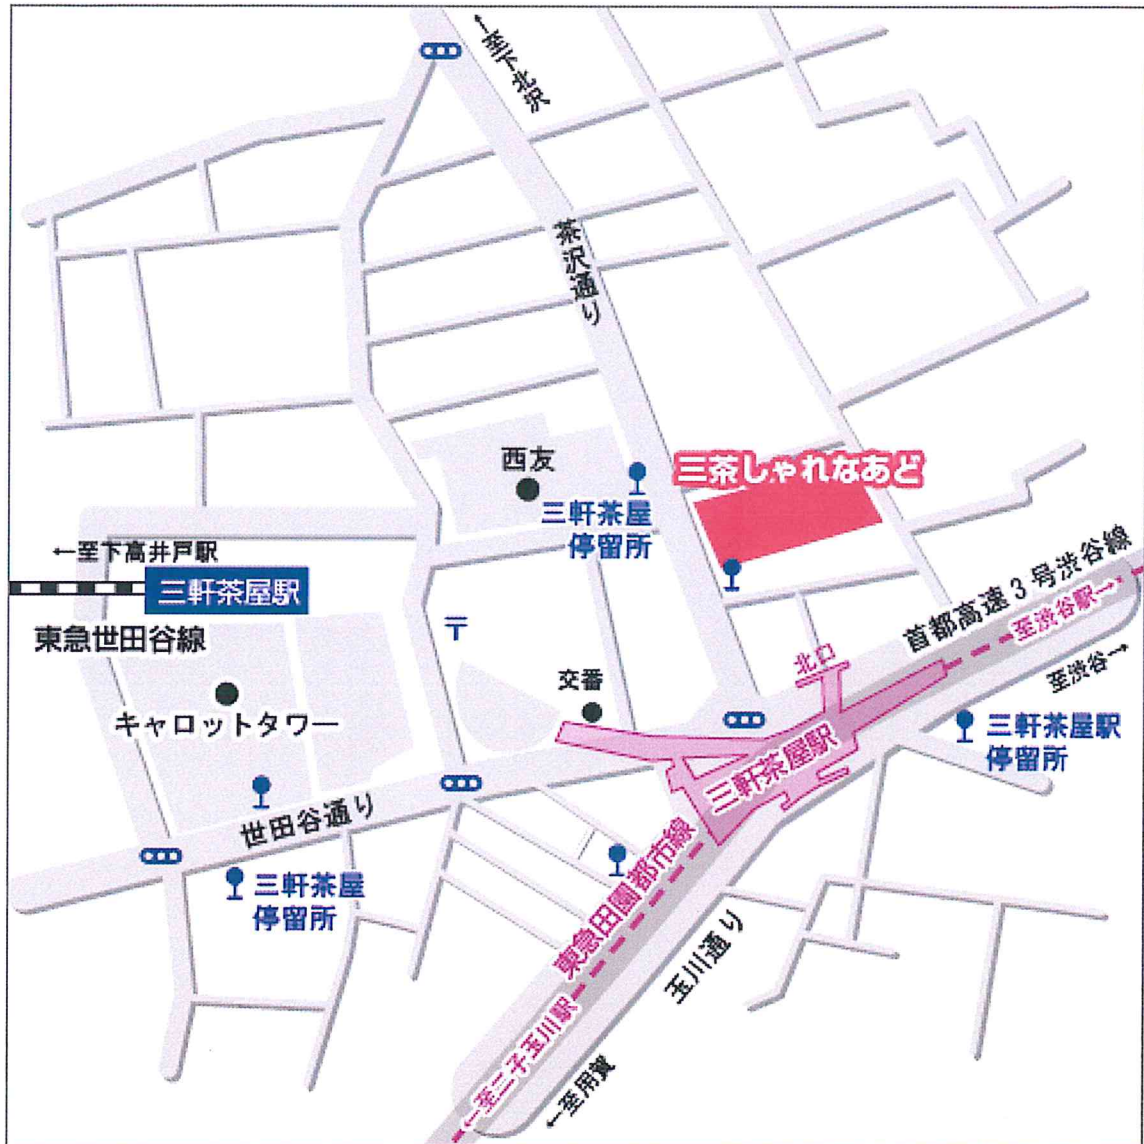 ←至下北沢
茶沢通り
西友
三軒茶屋
停留所
三茶しゃれなあど
←至下高井戸駅
三軒茶屋駅
東急世田谷線
〒
キャロットタワー
交番
北口
首都高速3号渋谷線
至渋谷駅→
至渋谷→
三軒茶屋駅
停留所
三軒茶屋駅
世田谷通り
三軒茶屋
停留所
東急田園都市線
玉川通り
←至二子玉川駅
←至用賀